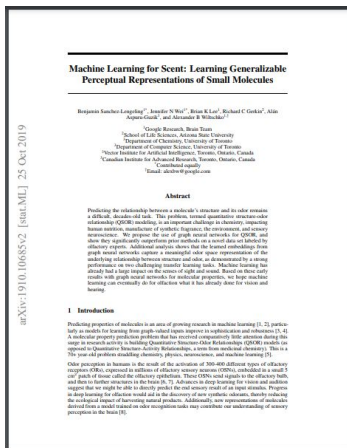 arXiv:1910.10685v2 [stat.ML] 25 Oct 2019
Machine Learning for Scent: Learning Generalizable
Perceptual Representations of Small Molecules
Benjamin Sanchez-Lengeling, Jennifer N Wei, Brian K Lee, Richard C Gerkin, Alán
Aspuru-Guzik, and Alexander B Wiltschko
Google Research, Brain Team
School of Life Sciences, Arizona State University
Department of Chemistry, University of Toronto
Department of Computer Science, University of Toronto
Vector Institute for Artificial Intelligence, Toronto, Ontario, Canada
Canadian Institute for Advanced Research, Toronto, Ontario, Canada
Contributed equally
Email: alexbw@google.com
Abstract
Predicting the relationship between a molecule's structure and its odor remains
a difficult, decades-old task. This problem, termed quantitative structure-odor
relationship (QSOR) modeling, is an important challenge in chemistry, impacting
human nutrition, manufacture of synthetic fragrance, the environment, and sensory
neuroscience. We propose the use of graph neural networks for QSOR, and
show they significantly out-perform prior methods on a novel data set labeled by
olfactory experts. Additional analysis shows that the learned embeddings from
graph neural networks capture a meaningful odor space representation of the
underlying relationship between structure and odor, as demonstrated by strong
performance on two challenging transfer learning tasks. Machine learning has
already had a large impact on the senses of sight and sound. Based on these early
results with graph neural networks for molecular properties, we hope machine
learning can eventually do for olfaction what it has already done for vision and
hearing.
1 Introduction
Predicting properties of molecules is an area of growing research in machine learning [1, 2], particu-
larly as models for learning from graph-valued inputs improve in sophistication and robustness [3, 4].
A molecular property prediction problem that has received comparatively little attention during this
surge in research activity is building Quantitative Structure-Odor Relationships (QSOR) models (as
opposed to Quantitative Structure-Activity Relationships, a term from medicinal chemistry). This is a
70+ year-old problem straddling chemistry, physics, neuroscience, and machine learning [5].
Odor perception in humans is the result of the activation of 300-400 different types of olfactory
receptors (ORs), expressed in millions of olfactory sensory neurons (OSNs), embedded in a small 5
cm² patch of tissue called the olfactory epithelium. These OSNs send signals to the olfactory bulb,
and then to further structures in the brain [6, 7]. Advances in deep learning for vision and audition
suggest that we might be able to directly predict the end sensory result of an input stimulus. Progress
in deep learning for olfaction would aid in the discovery of new synthetic odorants, thereby reducing
the ecological impact of harvesting natural products. Additionally, new representations of molecules
derived from a model trained on odor recognition tasks may contribute our understanding of sensory
perception in the brain [8].